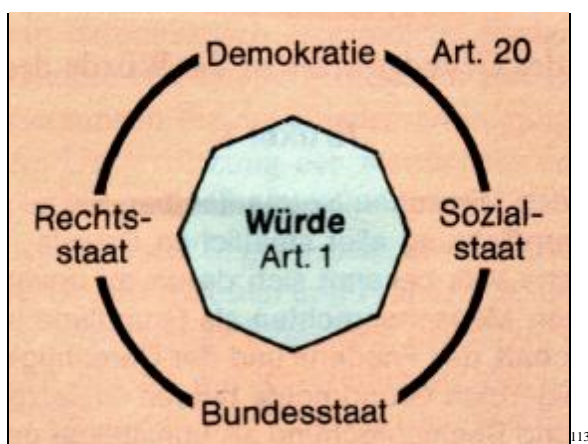 Demokratie Art. 20
Rechts-
staat
Würde
Art. 1
Sozial-
staat
Bundesstaat
113